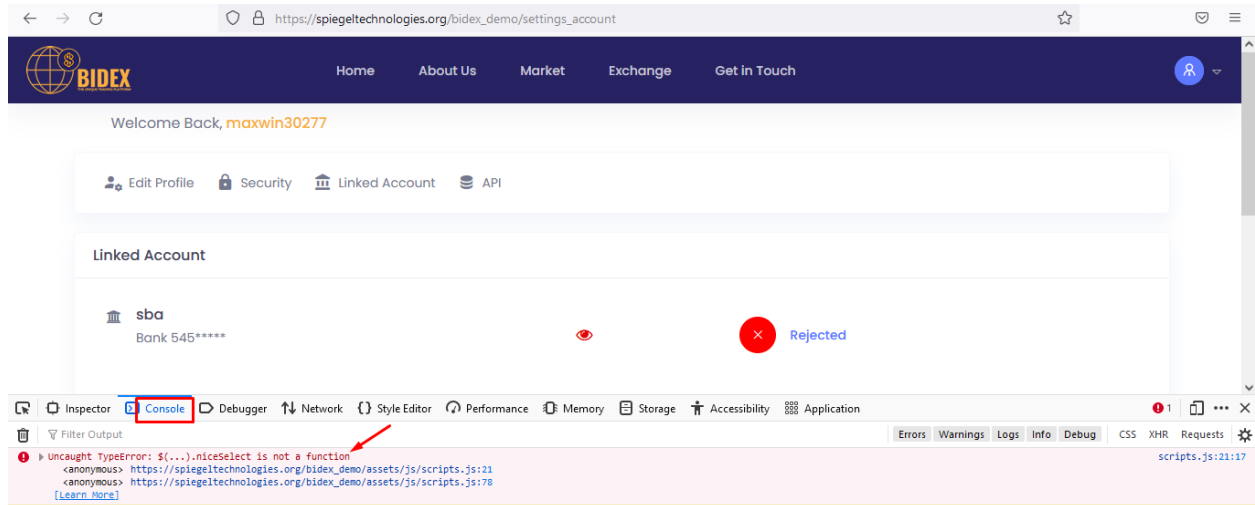 https://spiegeltechnologies.org/bidex_demo/settings_account
BIDEX
Home About Us Market Exchange Get in Touch
Welcome Back, maxwin30277
Edit Profile Security Linked Account API
Linked Account
sba
Bank 545*****
Rejected
Inspector Console Debugger Network Style Editor Performance Memory Storage Accessibility Application 1
Filter Output Errors Warnings Logs Info Debug CSS XHR Requests
Uncaught TypeError: $(...).niceSelect is not a function scripts.js:21:17
<anonymous> https://spiegeltechnologies.org/bidex_demo/assets/js/scripts.js:21
<anonymous> https://spiegeltechnologies.org/bidex_demo/assets/js/scripts.js:78
[Learn More]